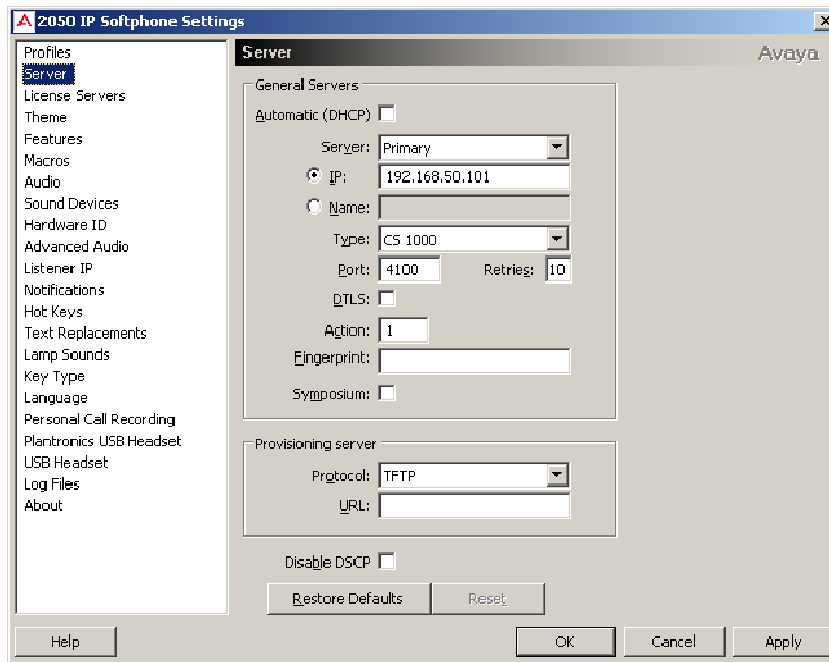 2050 IP Softphone Settings
Profiles
Server
License Servers
Theme
Features
Macros
Audio
Sound Devices
Hardware ID
Advanced Audio
Listener IP
Notifications
Hot Keys
Text Replacements
Lamp Sounds
Key Type
Language
Personal Call Recording
Plantronics USB Headset
USB Headset
Log Files
About
Server AVAYA
General Servers
Automatic (DHCP)
Server: Primary
IP: 192.168.50.101
Name:
Type: CS 1000
Port: 4100 Retries: 10
DTLS:
Action: 1
Fingerprint:
Symposium:
Provisioning server
Protocol: TFTP
URL:
Disable DSCP
Restore Defaults Reset
Help OK Cancel Apply